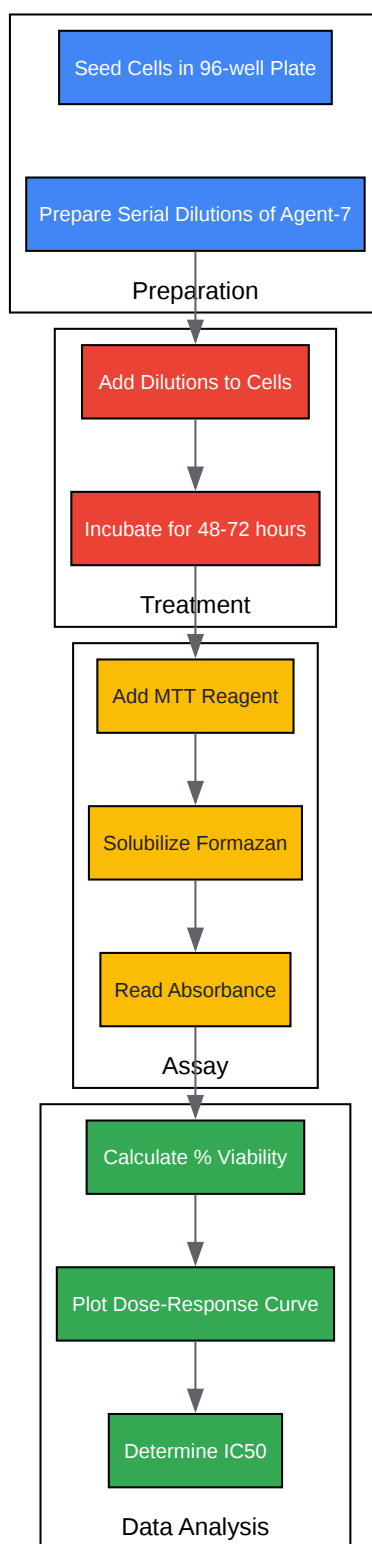 Seed Cells in 96-well Plate
Prepare Serial Dilutions of Agent-7
Preparation
Add Dilutions to Cells
Incubate for 48-72 hours
Treatment
Add MTT Reagent
Solubilize Formazan
Read Absorbance
Assay
Calculate % Viability
Plot Dose-Response Curve
Determine IC50
Data Analysis